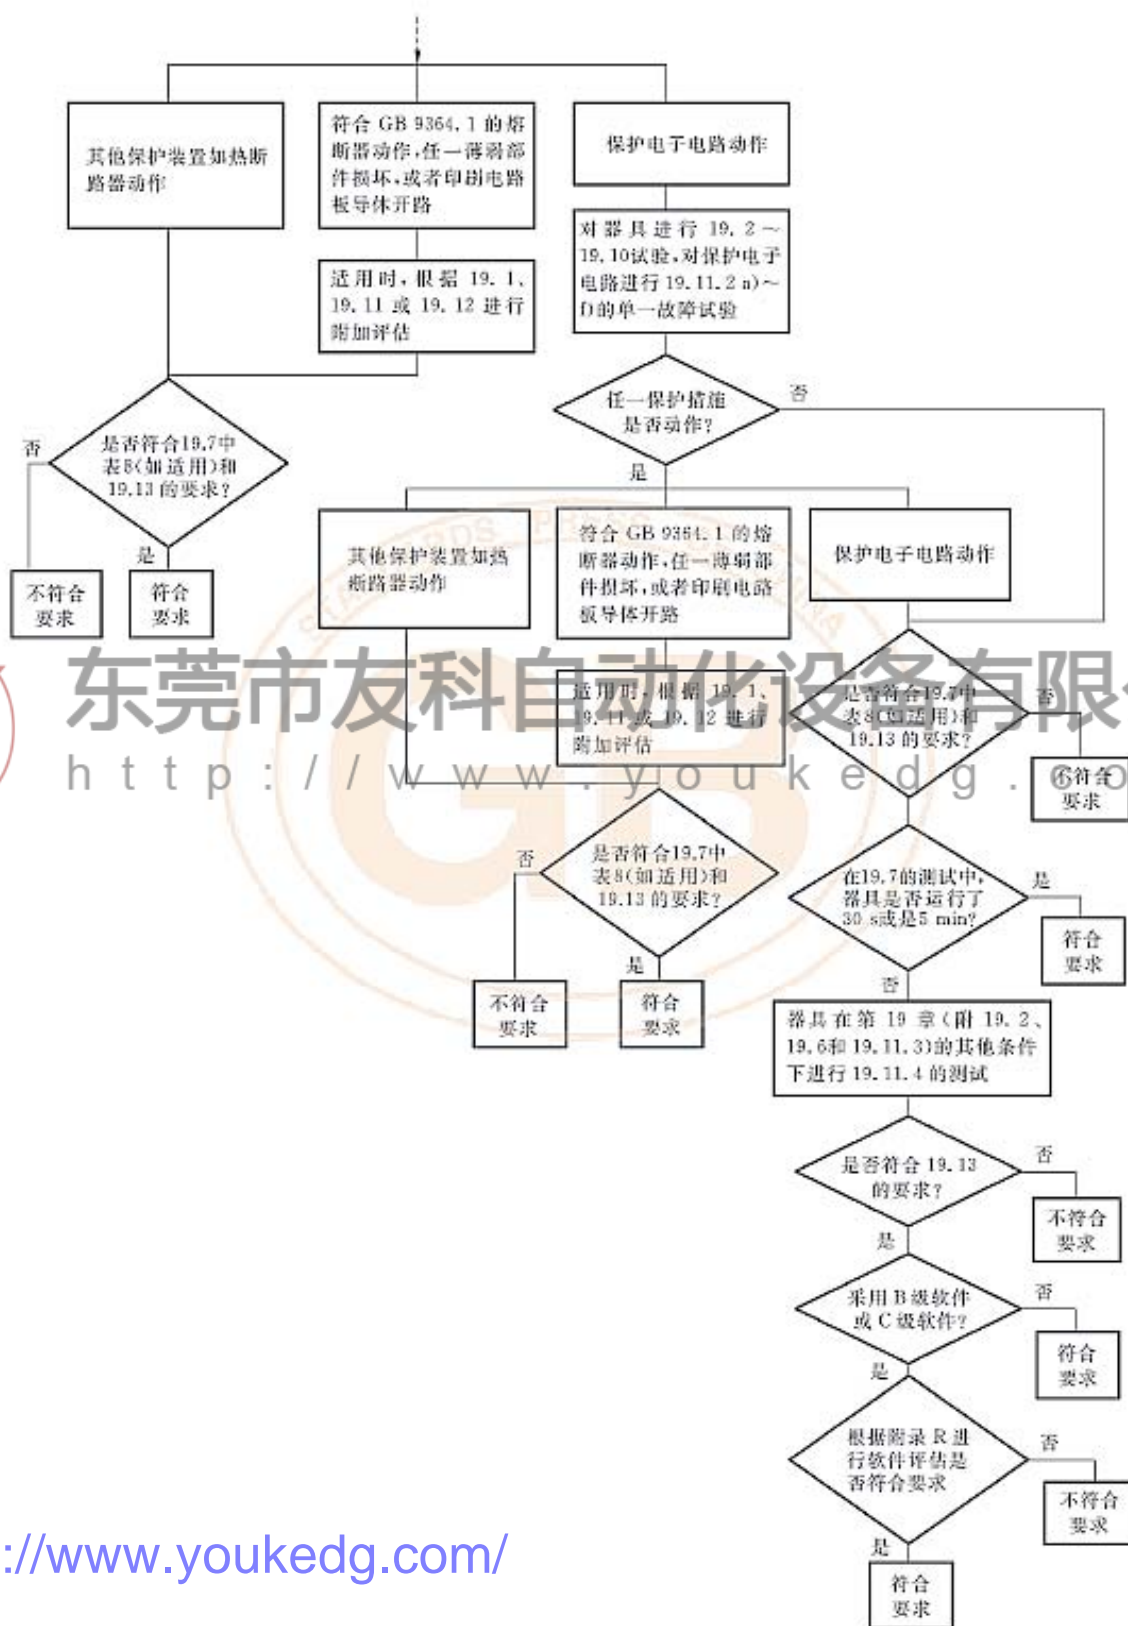 其他保护装置如热断
路器动作
符合 GB 9364.1 的熔
断器动作,任一薄弱部
件损坏,或者印刷电路
板导体开路
保护电子电路动作
适用时,根据 19.1、
19.11 或 19.12 进行
附加评估
对器具进行 19.2～
19.10试验,对保护电子
电路进行19.11.2 a)～
f)的单一故障试验
任一保护措施
是否动作?
否
是
是否符合19.7中
表8(如适用)和
19.13 的要求?
否
是
不符合
要求
符合
要求
其他保护装置如热
断路器动作
符合 GB 9364.1 的熔
断器动作,任一薄弱部
件损坏,或者印刷电路
板导体开路
保护电子电路动作
STANDARDS PRESS
CHINA
GB
适用时,根据 19.1、
19.11 或 19.12 进行
附加评估
是否符合19.7中
表8(如适用)和
19.13 的要求?
否
不符合
要求
东莞市友科自动化设备有限
http://www.youkedg.co
是否符合19.7中
表8(如适用)和
19.13 的要求?
否
是
不符合
要求
符合
要求
在19.7的测试中,
器具是否运行了
30 s或是5 min?
是
符合
要求
否
器具在第 19 章(附 19.2、
19.6和 19.11.3)的其他条件
下进行 19.11.4 的测试
是否符合 19.13
的要求?
否
不符合
要求
是
采用 B 级软件
或 C 级软件?
否
符合
要求
是
根据附录 R 进
行软件评估是
否符合要求
否
不符合
要求
是
符合
要求
://www.youkedg.com/